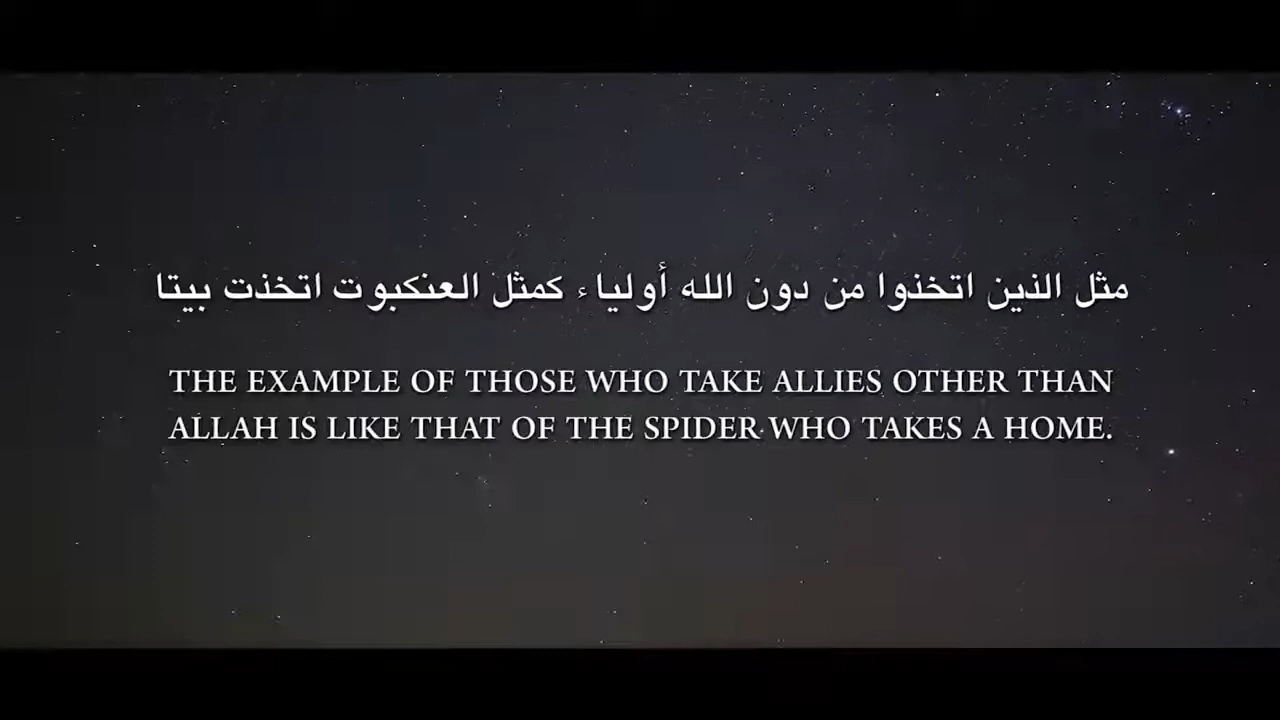 مثل الذين اتخذوا من دون الله أولياء كمثل العنكبوت اتخذت بيتا
THE EXAMPLE OF THOSE WHO TAKE ALLIES OTHER THAN
ALLAH IS LIKE THAT OF THE SPIDER WHO TAKES A HOME.